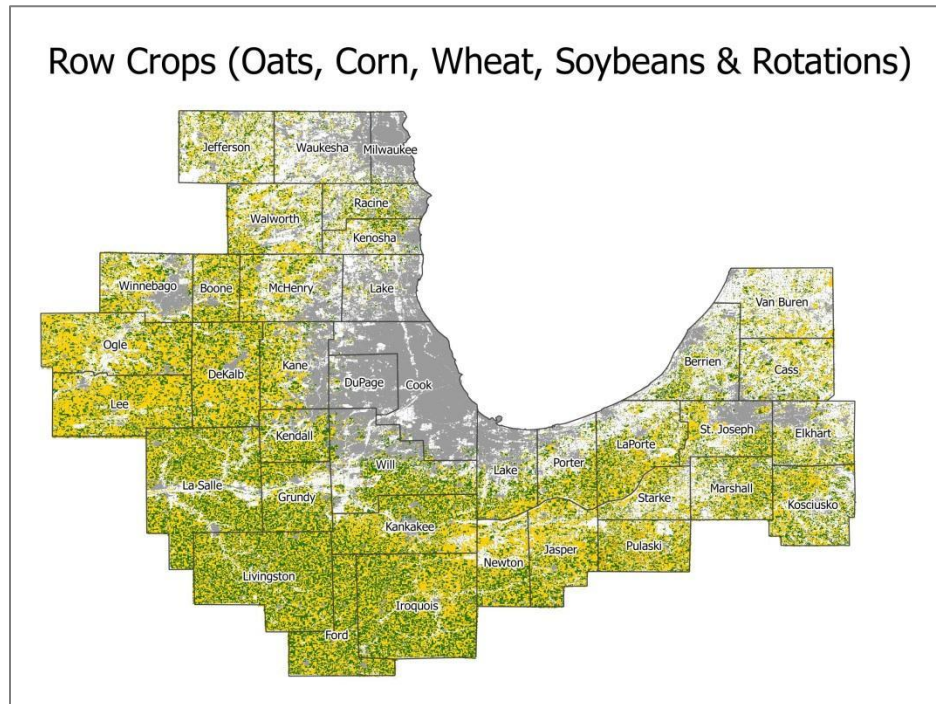 Row Crops (Oats, Corn, Wheat, Soybeans & Rotations)
Jefferson
Waukesha
Milwaukee
Walworth
Racine
Kenosha
Winnebago
Boone
McHenry
Lake
Van Buren
Ogle
DeKalb
Kane
DuPage
Cook
Berrien
Cass
Lee
Kendall
Will
Lake
Porter
LaPorte
St. Joseph
Elkhart
La Salle
Grundy
Starke
Marshall
Kosciusko
Kankakee
Newton
Jasper
Pulaski
Livingston
Iroquois
Ford